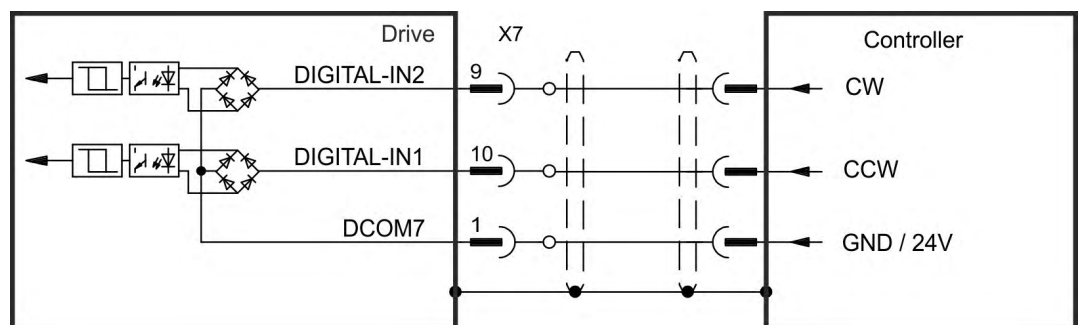 Drive X7 Controller
DIGITAL-IN2 9 CW
DIGITAL-IN1 10 CCW
DCOM7 1 GND / 24V